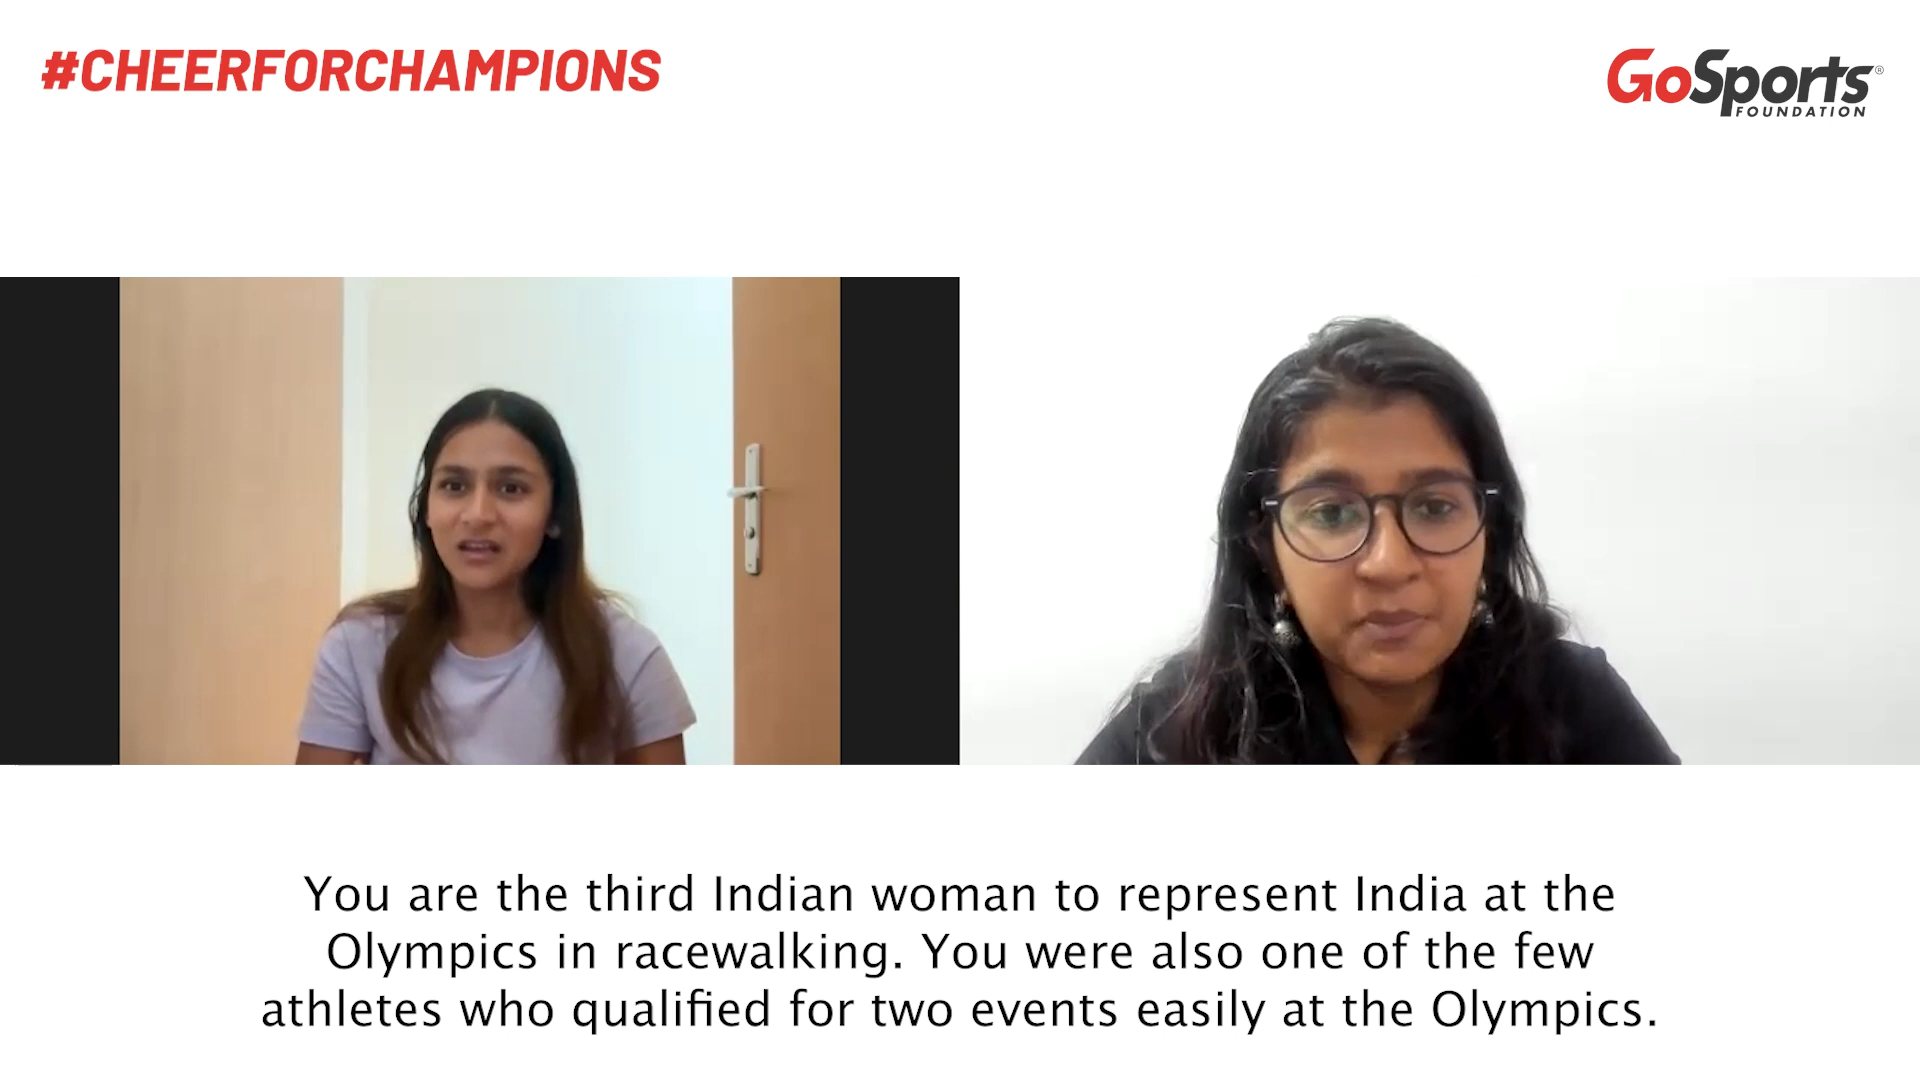 #CHEERFORCHAMPIONS
GoSports®
FOUNDATION
You are the third Indian woman to represent India at the
Olympics in racewalking. You were also one of the few
athletes who qualified for two events easily at the Olympics.